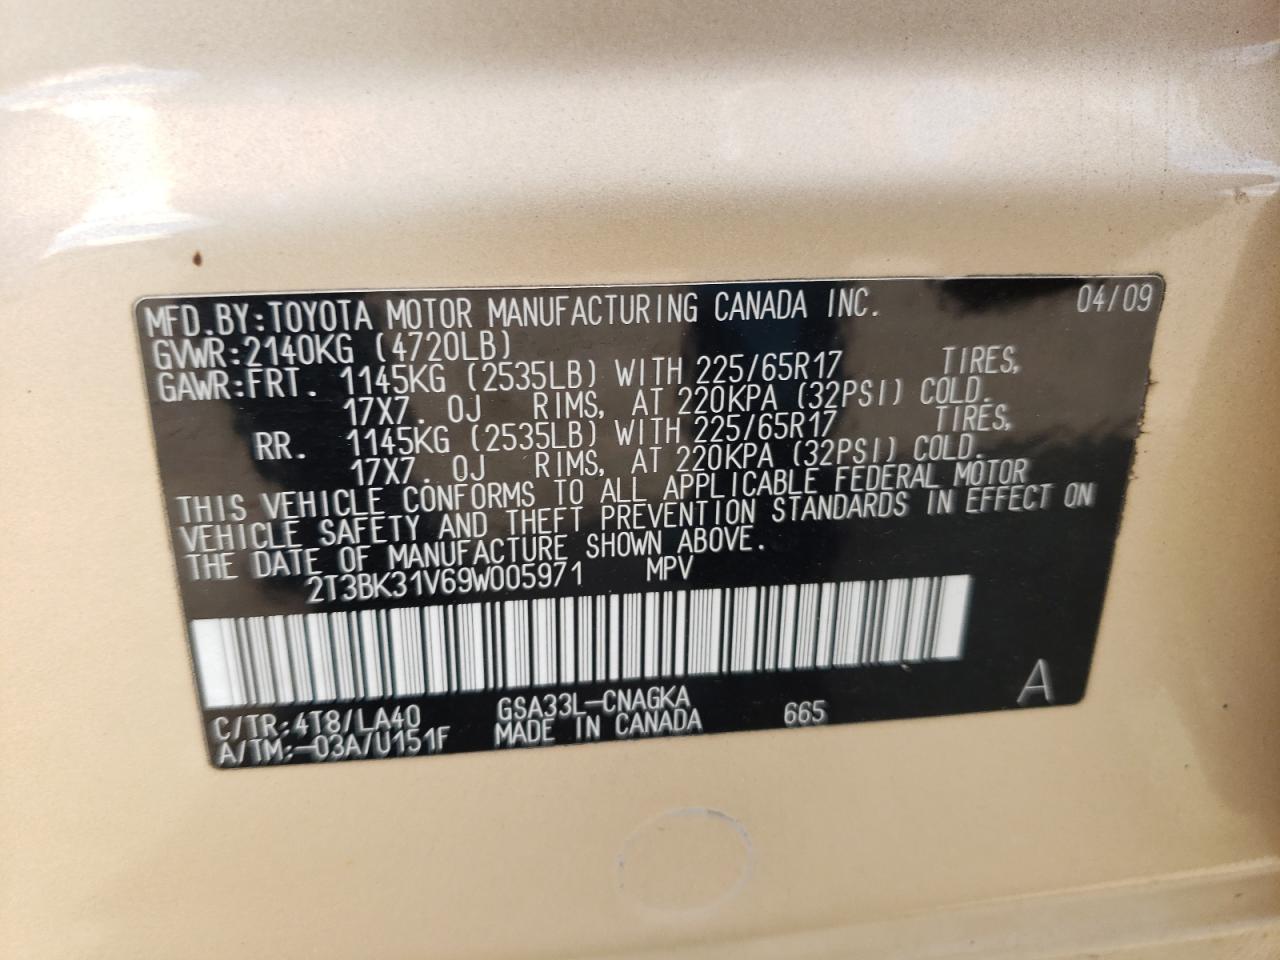 MFD.BY:TOYOTA MOTOR MANUFACTURING CANADA INC. 04/09
GVWR:2140KG (4720LB)
GAWR:FRT. 1145KG (2535LB) WITH 225/65R17 TIRES,
17X7.0J RIMS, AT 220KPA (32PSI) COLD.
RR. 1145KG (2535LB) WITH 225/65R17 TIRES,
17X7.0J RIMS, AT 220KPA (32PSI) COLD.
THIS VEHICLE CONFORMS TO ALL APPLICABLE FEDERAL MOTOR
VEHICLE SAFETY AND THEFT PREVENTION STANDARDS IN EFFECT ON
THE DATE OF MANUFACTURE SHOWN ABOVE.
2T3BK31V69W005971 MPV
C/TR:4T8/LA40 GSA33L-CNAGKA 665 A
A/TM:-03A/U151F MADE IN CANADA